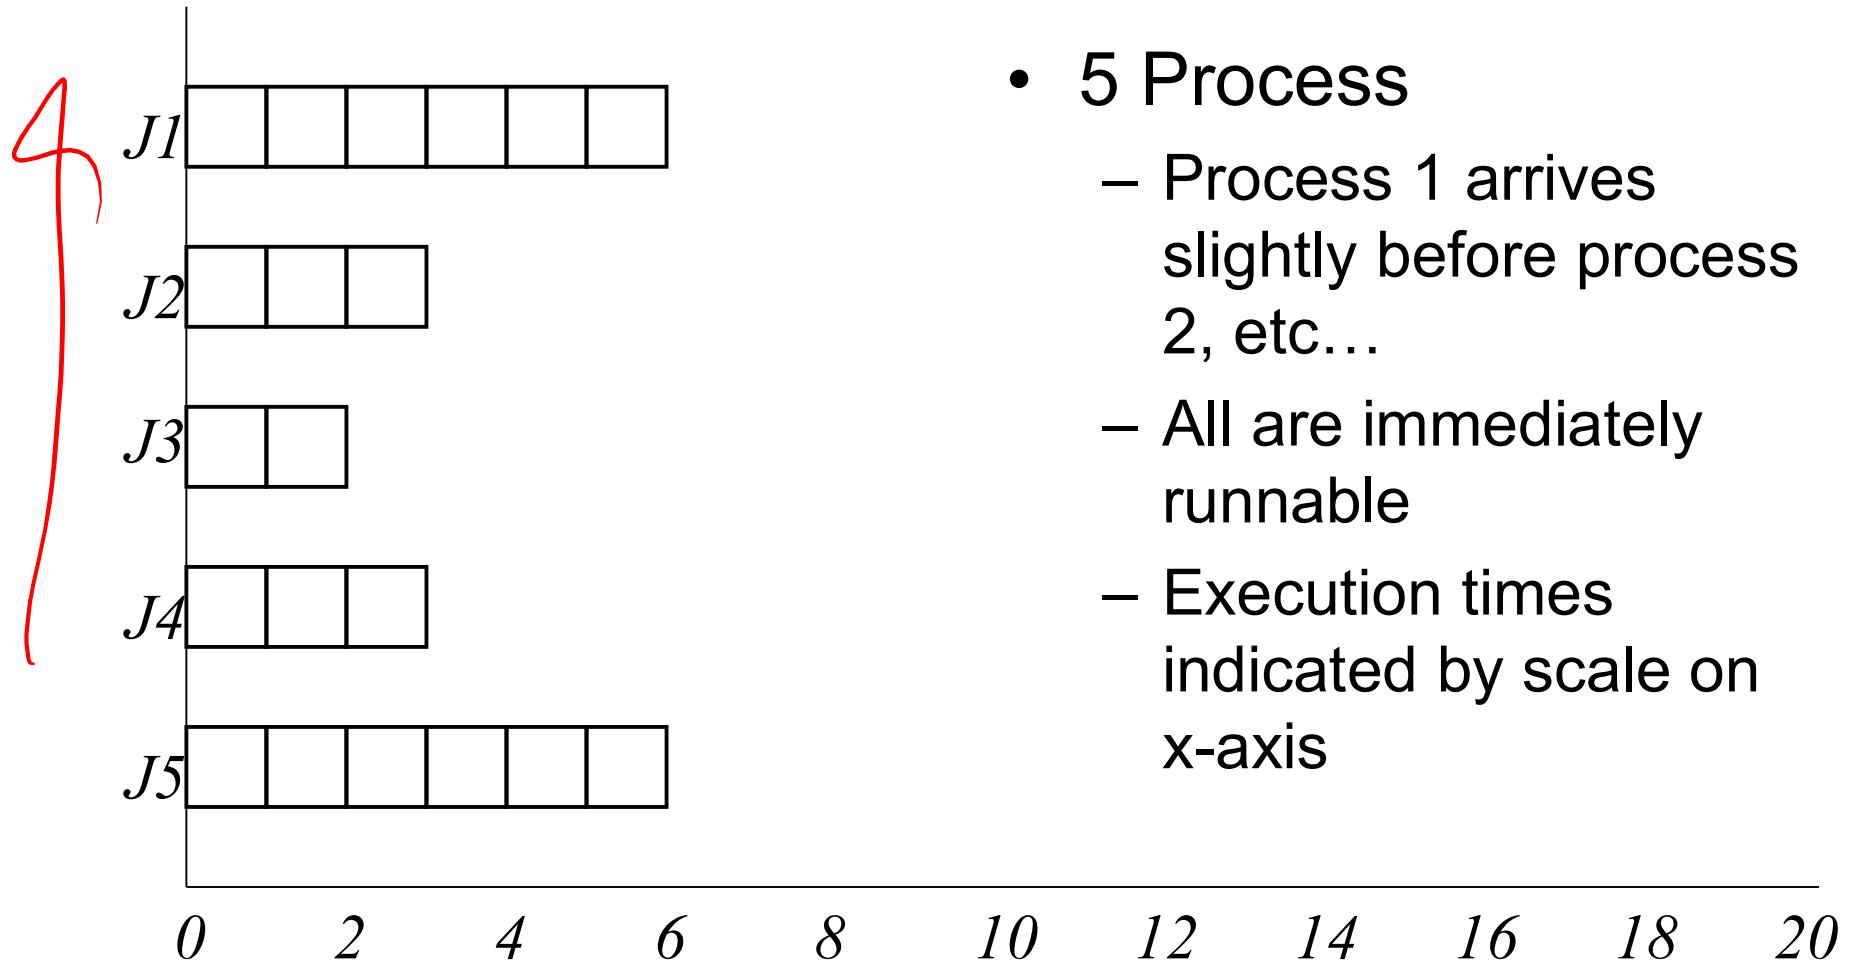 J1
J2
J3
J4
J5
0 2 4 6 8 10 12 14 16 18 20
• 5 Process
– Process 1 arrives
slightly before process
2, etc…
– All are immediately
runnable
– Execution times
indicated by scale on
x-axis